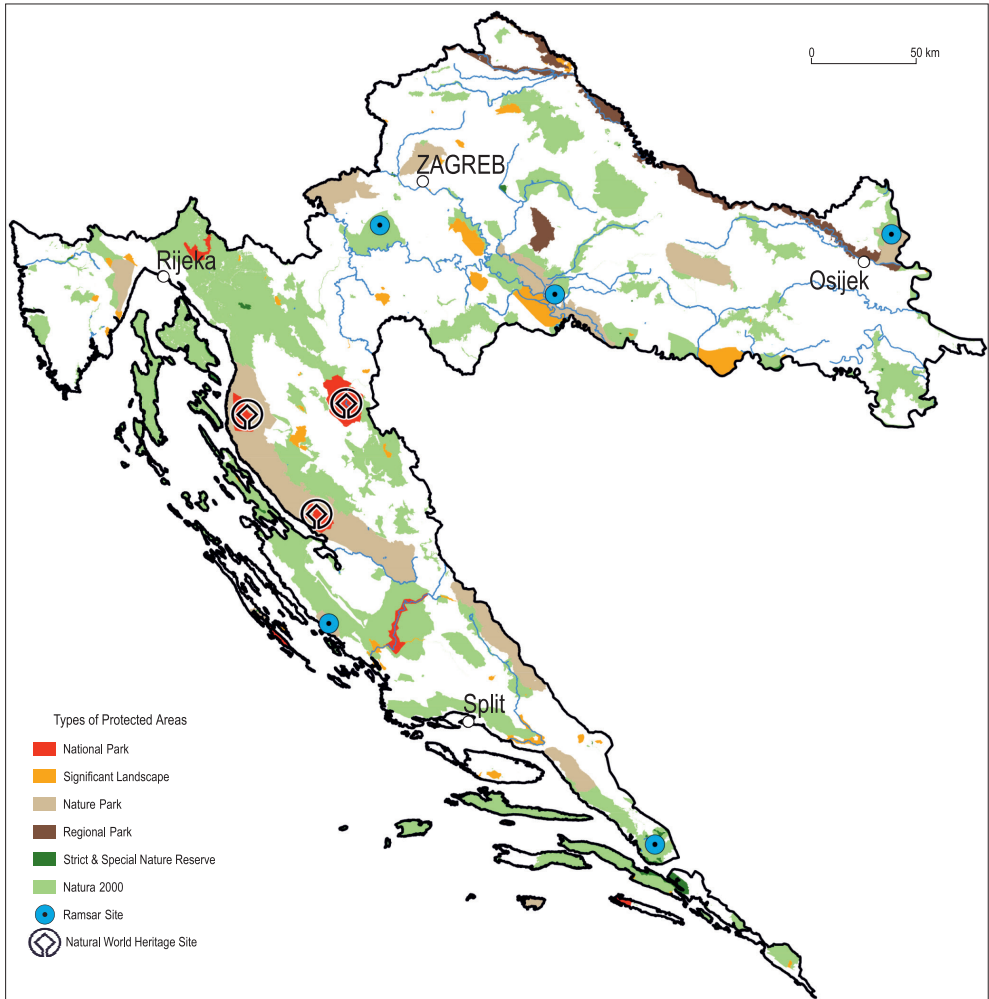 0 50 km
ZAGREB
Rijeka
Osijek
Split
Types of Protected Areas
National Park
Significant Landscape
Nature Park
Regional Park
Strict & Special Nature Reserve
Natura 2000
Ramsar Site
Natural World Heritage Site